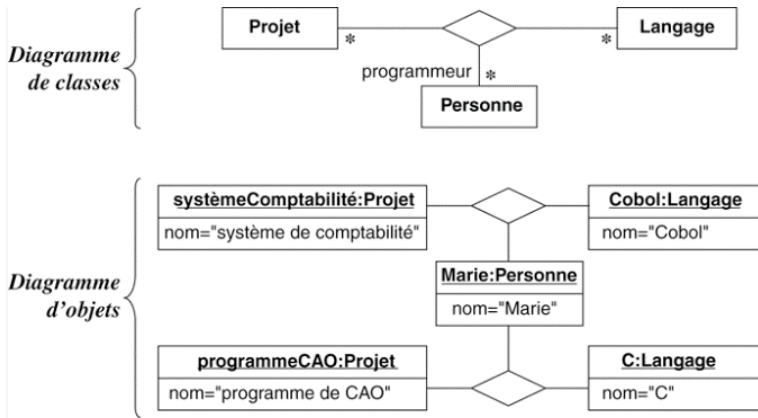 Projet
*
*
Langage
Diagramme
de classes
programmeur
*
Personne
systèmeComptabilité:Projet
nom="système de comptabilité"
Cobol:Langage
nom="Cobol"
Marie:Personne
nom="Marie"
Diagramme
d'objets
programmeCAO:Projet
nom="programme de CAO"
C:Langage
nom="C"